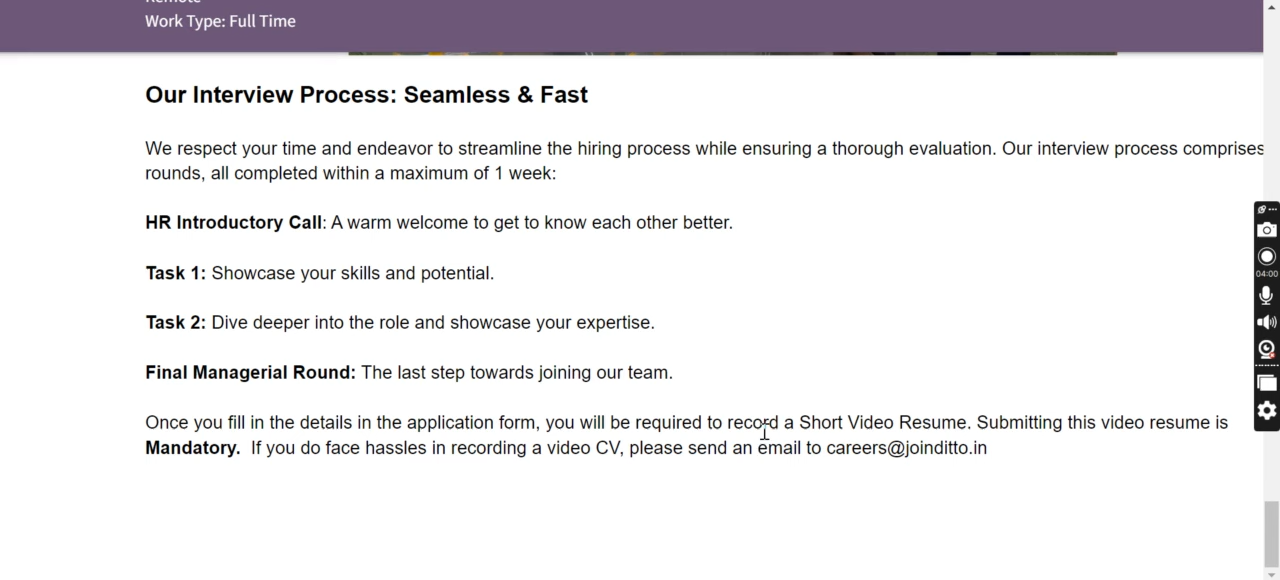 Remote
Work Type: Full Time
Our Interview Process: Seamless & Fast
We respect your time and endeavor to streamline the hiring process while ensuring a thorough evaluation. Our interview process comprises
rounds, all completed within a maximum of 1 week:
HR Introductory Call: A warm welcome to get to know each other better.
Task 1: Showcase your skills and potential.
Task 2: Dive deeper into the role and showcase your expertise.
Final Managerial Round: The last step towards joining our team.
Once you fill in the details in the application form, you will be required to record a Short Video Resume. Submitting this video resume is
Mandatory. If you do face hassles in recording a video CV, please send an email to careers@joinditto.in
04:00